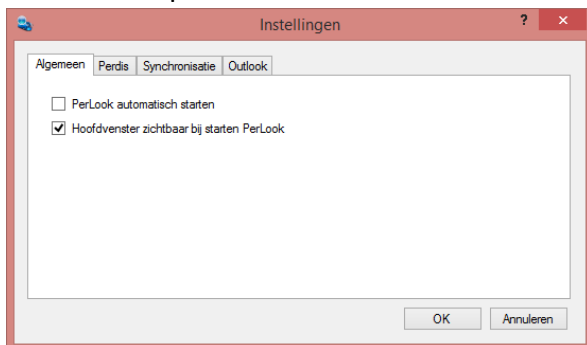 Instellingen ?
Algemeen Perdis Synchronisatie Outlook
PerLook automatisch starten
Hoofdvenster zichtbaar bij starten PerLook
OK Annuleren